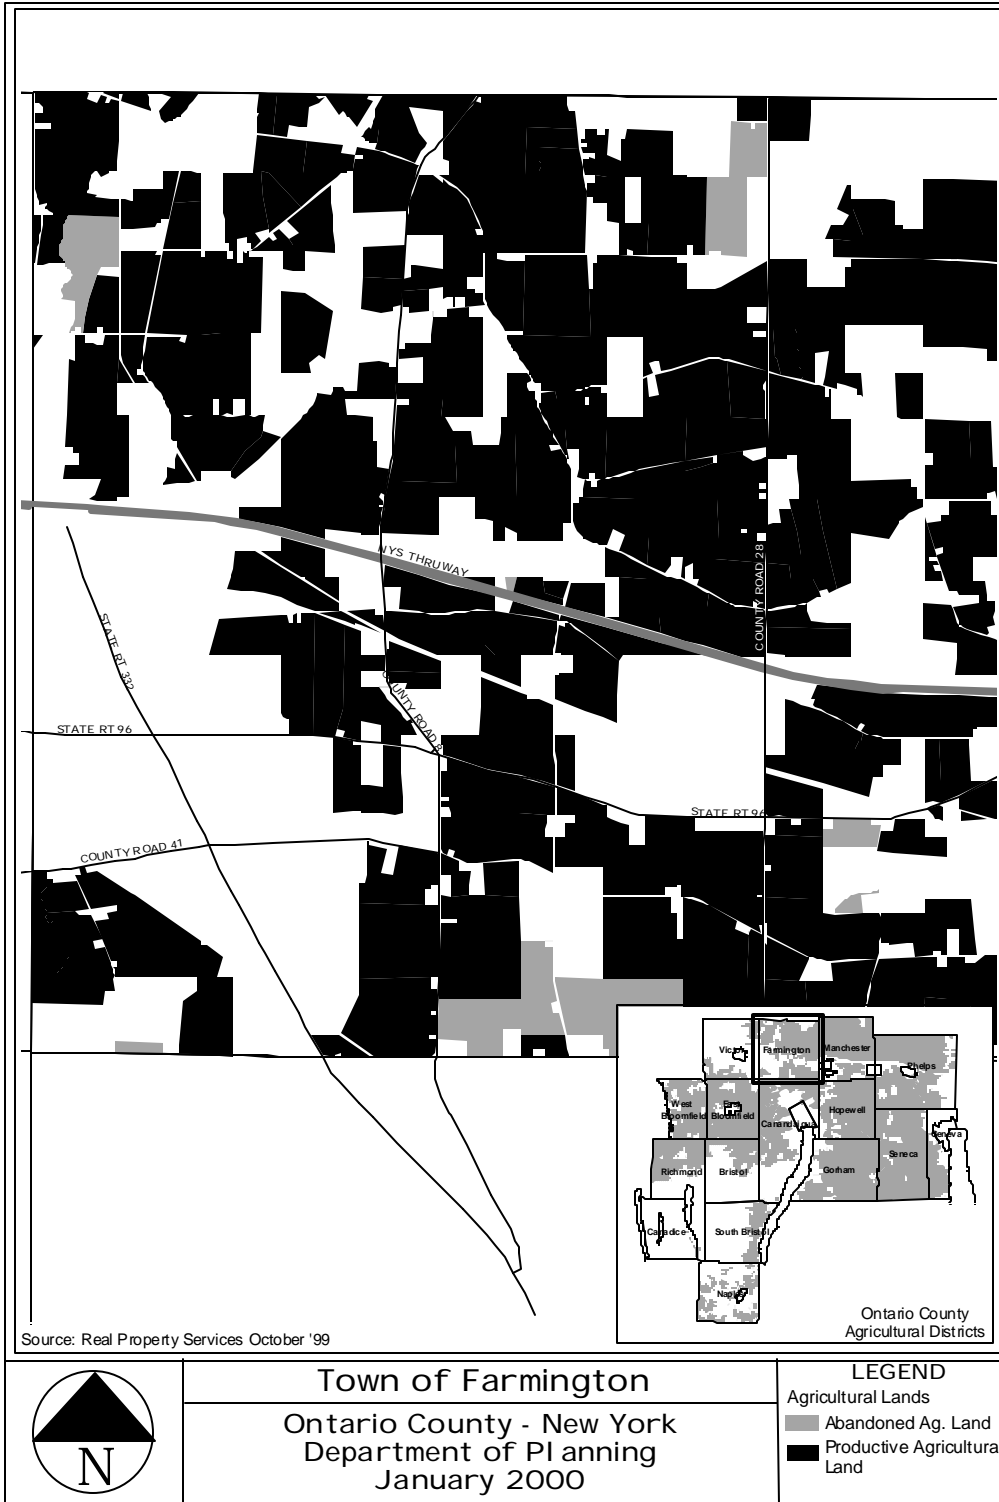 NYS THRUWAY
COUNTY ROAD 28
STATE RT 332
COUNTY ROAD 8
STATE RT 96
STATE RT 96
COUNTY ROAD 41
Victor
Farmington
Manchester
Phelps
West
Bloomfield
East
Bloomfield
Canandaigua
Hopewell
Geneva
Seneca
Richmond
Bristol
Gorham
Canadice
South Bristol
Naples
Ontario County
Agricultural Districts
Source: Real Property Services October '99
N
Town of Farmington
Ontario County - New York
Department of Planning
January 2000
LEGEND
Agricultural Lands
Abandoned Ag. Land
Productive Agricultura
Land